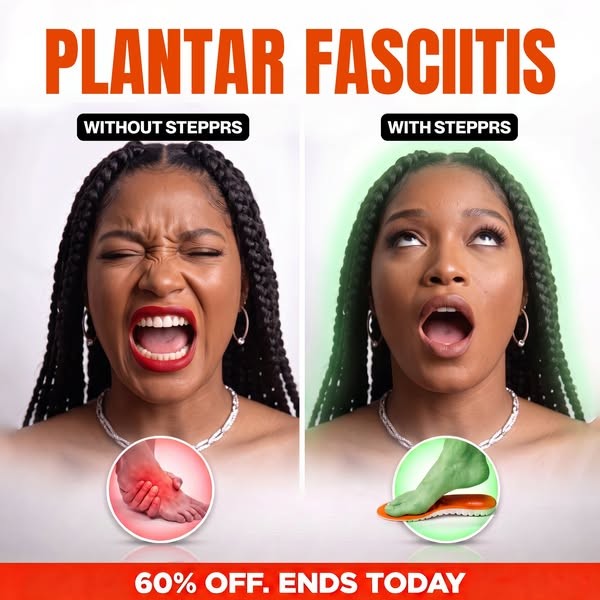 PLANTAR FASCIITIS
WITHOUT STEPPRS
WITH STEPPRS
60% OFF. ENDS TODAY